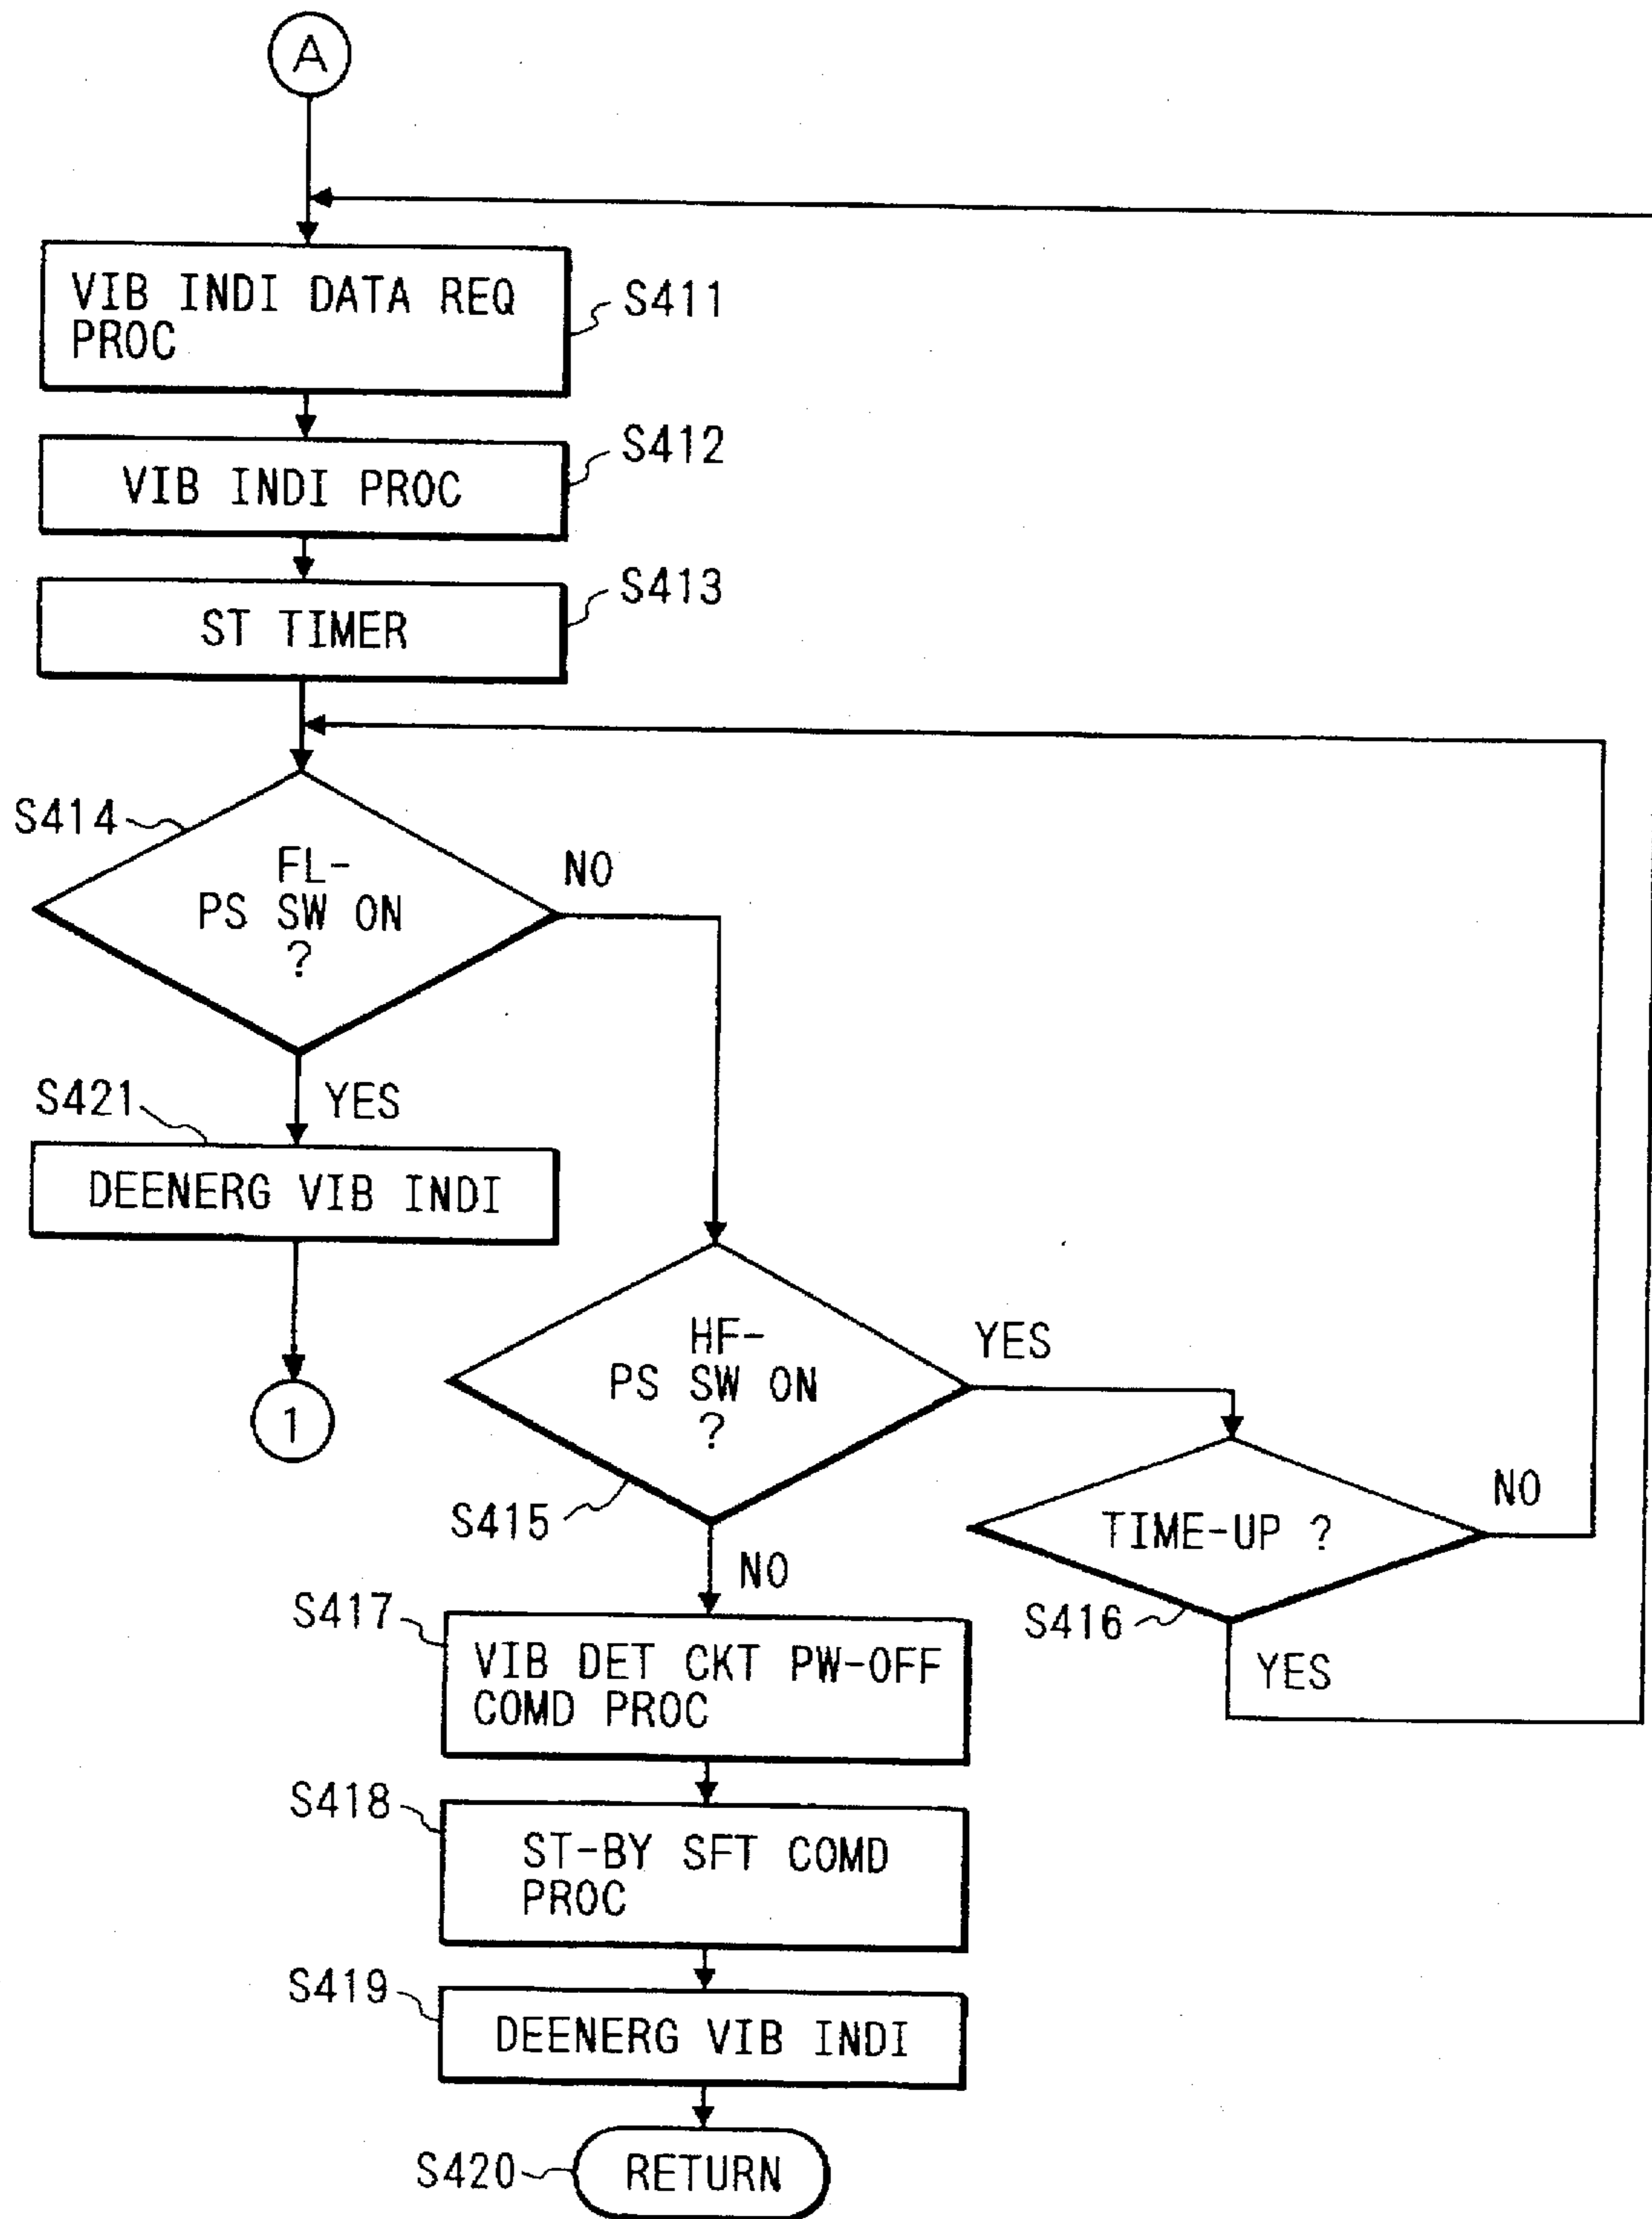 A
VIB INDI DATA REQ
PROC
S411
VIB INDI PROC
S412
ST TIMER
S413
S414
FL-
PS SW ON
?
NO
YES
S421
DEENERG VIB INDI
1
HF-
PS SW ON
?
YES
S415
NO
TIME-UP ?
NO
S416
YES
S417
VIB DET CKT PW-OFF
COMD PROC
S418
ST-BY SFT COMD
PROC
S419
DEENERG VIB INDI
S420
RETURN